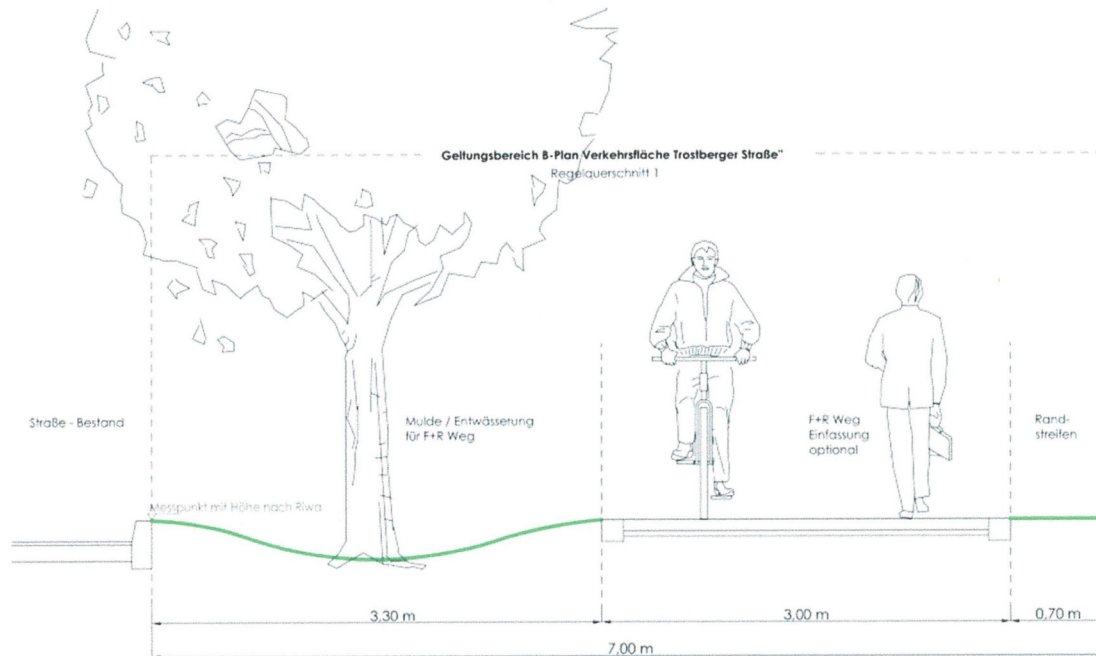 Geltungsbereich B-Plan Verkehrsfläche Trostberger Straße"
Regelquerschnitt 1
Straße - Bestand
Mulde / Entwässerung
für F+R Weg
F+R Weg
Einfassung
optional
Rand-
streifen
Messpunkt mit Höhe nach Riwa
3,30 m
3,00 m
0,70 m
7,00 m